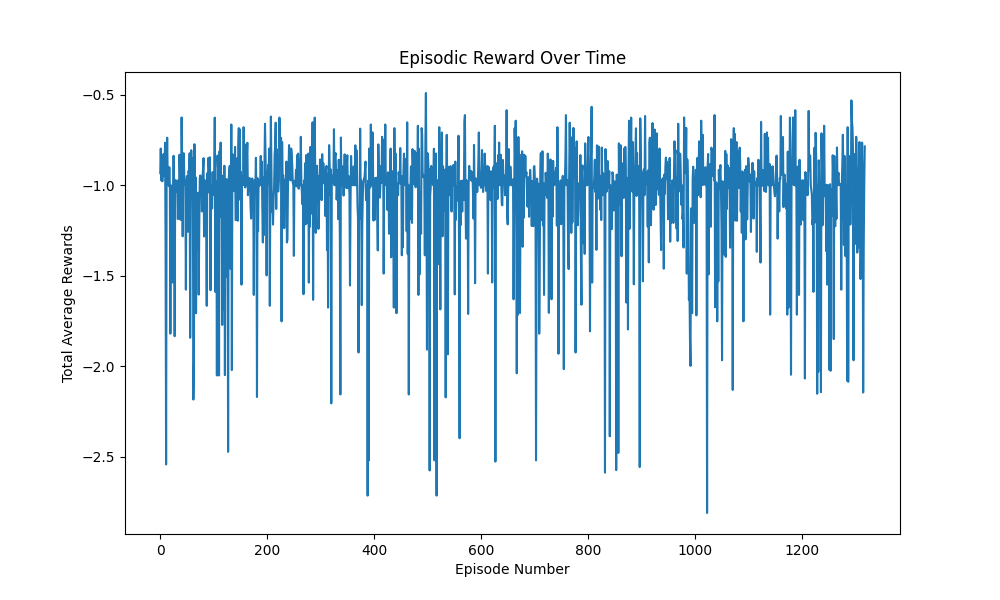 Episodic Reward Over Time
Total Average Rewards
−0.5
−1.0
−1.5
−2.0
−2.5
0 200 400 600 800 1000 1200
Episode Number